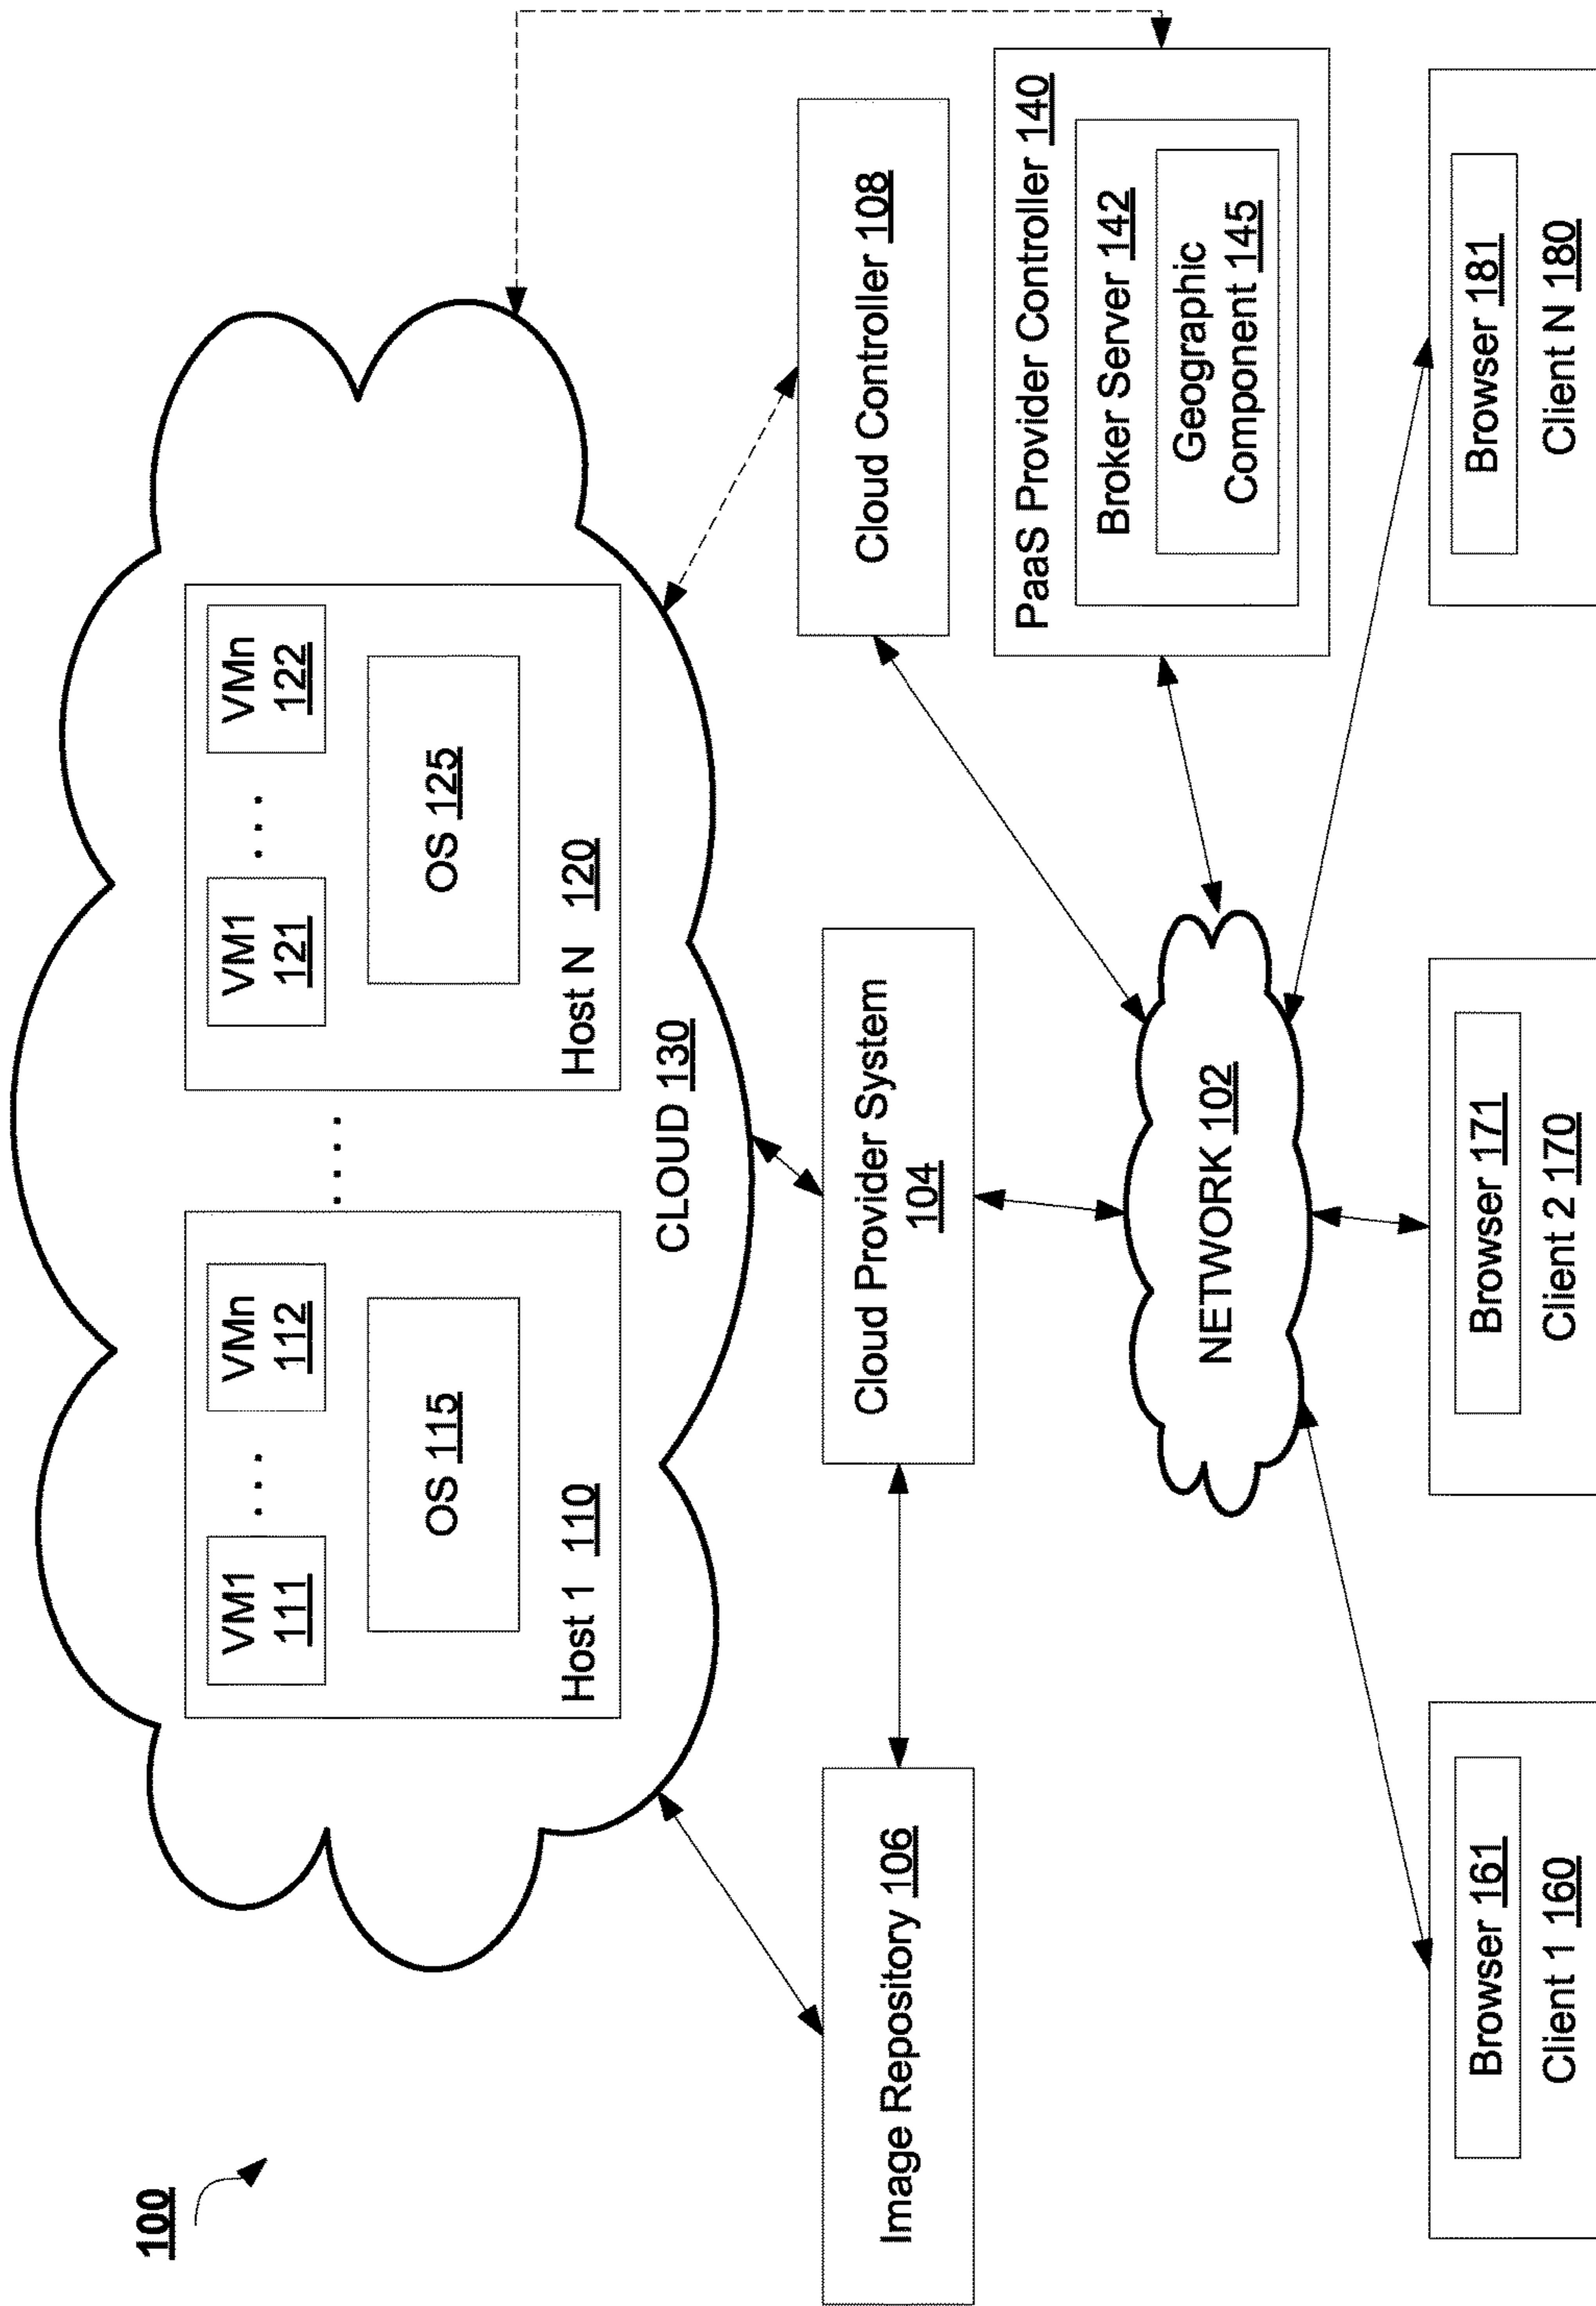 100
VM1
111
. . .
VMn
112
OS 115
Host 1 110
. . . . .
VM1
121
. . .
VMn
122
OS 125
Host N 120
CLOUD 130
Image Repository 106
Cloud Provider System
104
Cloud Controller 108
PaaS Provider Controller 140
Broker Server 142
Geographic
Component 145
NETWORK 102
Browser 161
Client 1 160
Browser 171
Client 2 170
Browser 181
Client N 180